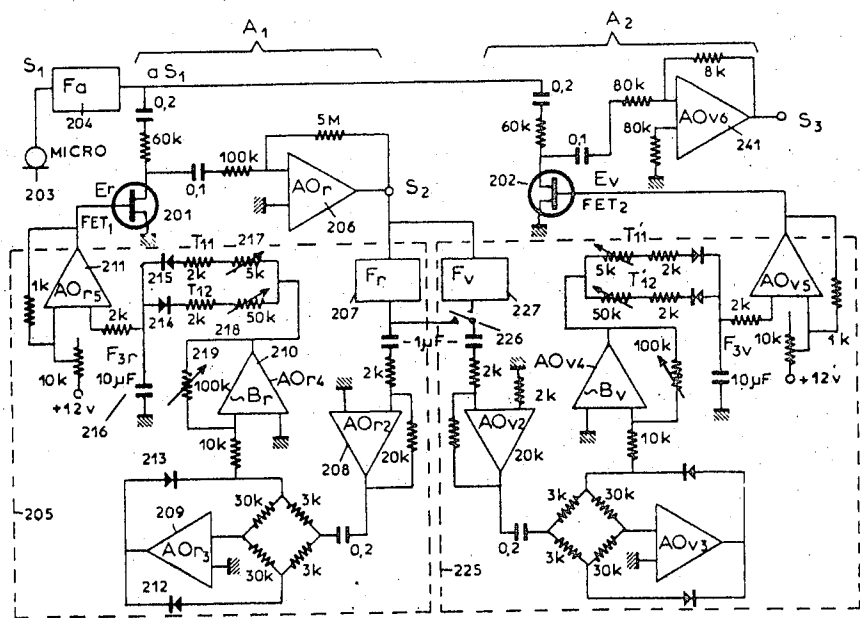 A1
A2
S1
Fa
204
aS1
0,2
60k
MICRO
203
Er
FET1
201
0,1
100k
5M
AOr
206
S2
0,2
60k
202
Ev
FET2
0,1
80k
8k
80k
AOv6
241
S3
211
AOr5
1k
10k
+12v
2k
F3r
10µF
216
215
T11
217
2k
5k
214
T12
2k
50k
218
219
100k
210
~Br
AOr4
10k
Fr
207
Fv
227
226
1µF
2k
AOr2
208
20k
2k
2k
AOv2
20k
T'11
5k
2k
T'12
50k
2k
AOv4
~Bv
100k
10k
F3v
10µF
2k
AOv5
10k
1k
+12v
213
209
AOr3
212
30k
3k
30k
3k
0,2
205
225
0,2
3k
30k
3k
30k
AOv3